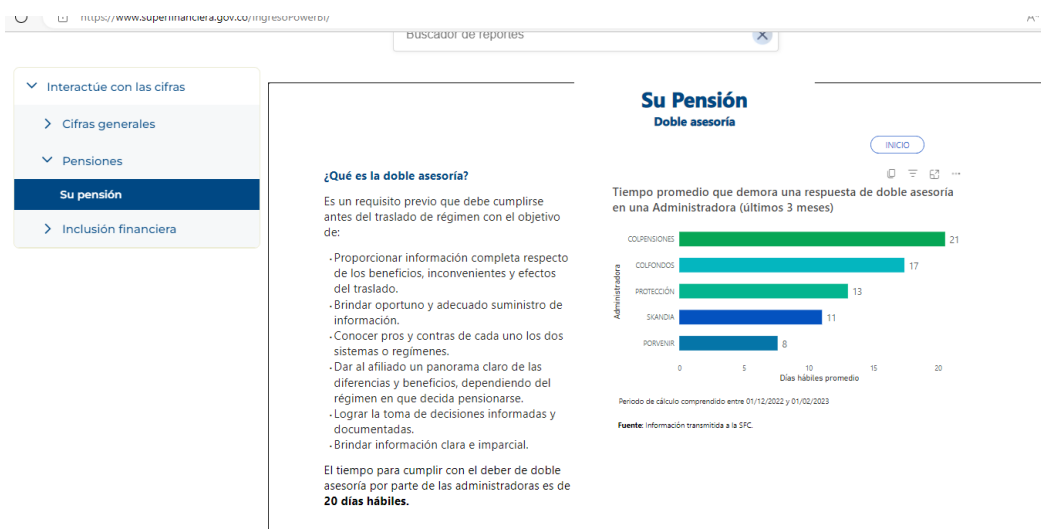 https://www.superfinanciera.gov.co/IngresoPowerBI/
A
Buscador de reportes
Interactúe con las cifras
Cifras generales
Pensiones
Su pensión
Inclusión financiera
Su Pensión
Doble asesoría
INICIO
¿Qué es la doble asesoría?
Es un requisito previo que debe cumplirse
antes del traslado de régimen con el objetivo
de:
·Proporcionar información completa respecto
de los beneficios, inconvenientes y efectos
del traslado.
·Brindar oportuno y adecuado suministro de
información.
·Conocer pros y contras de cada uno los dos
sistemas o regímenes.
·Dar al afiliado un panorama claro de las
diferencias y beneficios, dependiendo del
régimen en que decida pensionarse.
·Lograr la toma de decisiones informadas y
documentadas.
·Brindar información clara e imparcial.
El tiempo para cumplir con el deber de doble
asesoría por parte de las administradoras es de
20 días hábiles.
Tiempo promedio que demora una respuesta de doble asesoría
en una Administradora (últimos 3 meses)
Administradora
COLPENSIONES 21
COLFONDOS 17
PROTECCIÓN 13
SKANDIA 11
PORVENIR 8
0 5 10 15 20
Días hábiles promedio
Periodo de cálculo comprendido entre 01/12/2022 y 01/02/2023
Fuente: Información transmitida a la SFC.